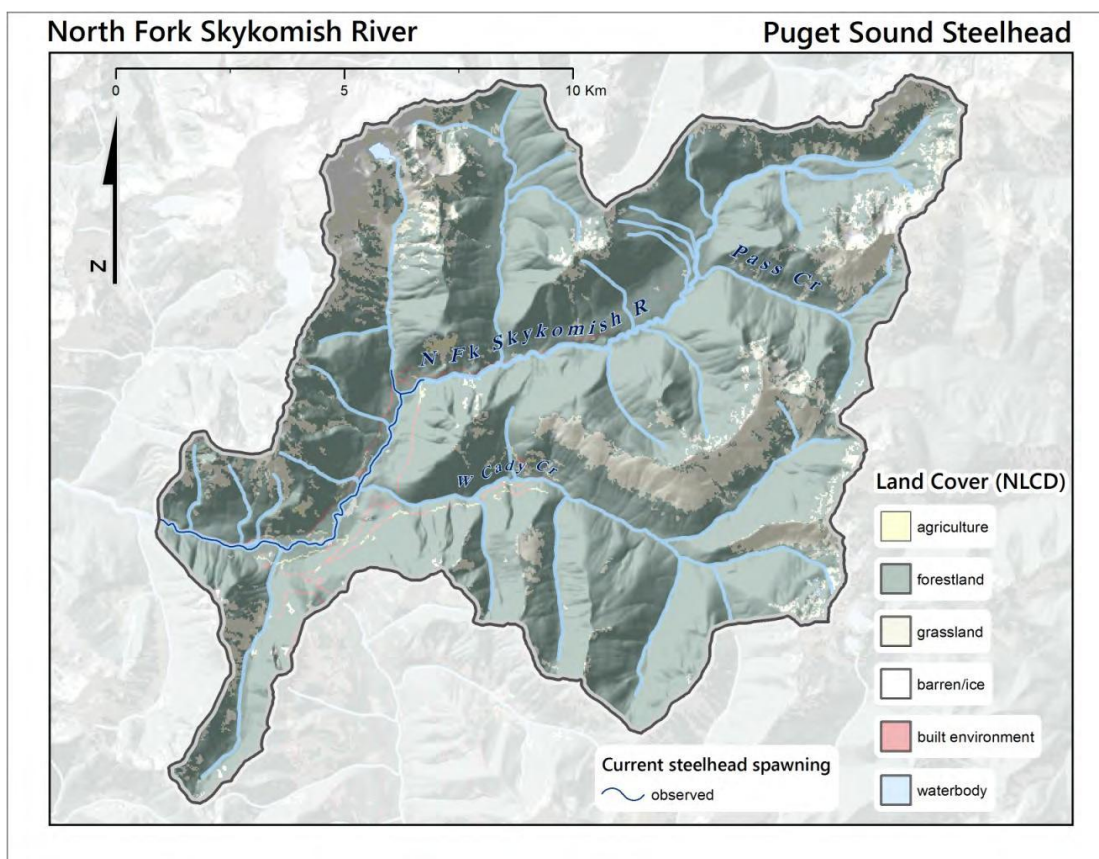 North Fork Skykomish River
Puget Sound Steelhead
0 5 10 Km
N
Pass Cr
N Fk Skykomish R
W Cady Cr
Land Cover (NLCD)
agriculture
forestland
grassland
barren/ice
built environment
waterbody
Current steelhead spawning
observed